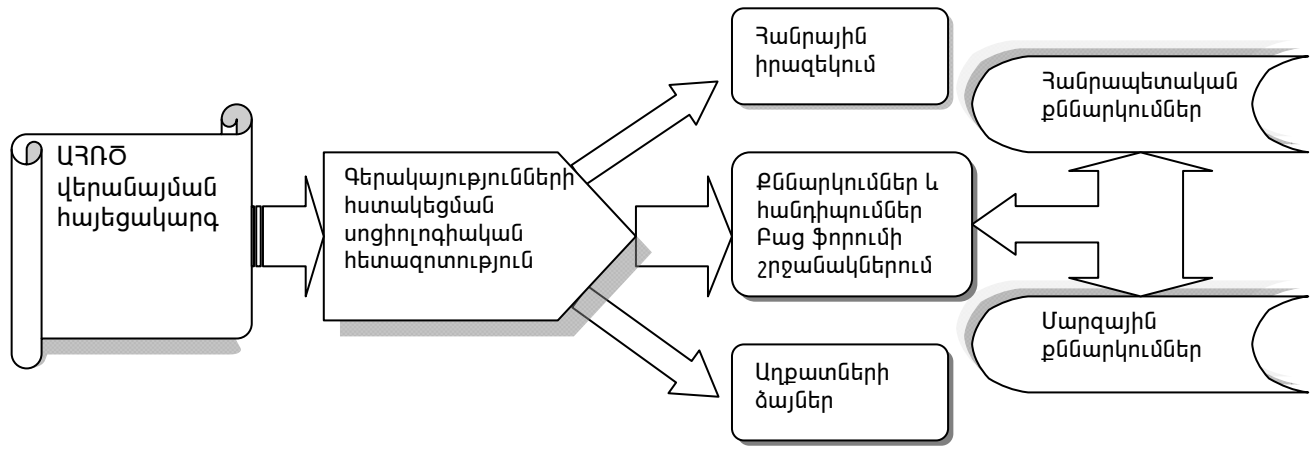 ԱՀՌԾ
վերանայման
հայեցակարգ
Գերակայությունների
հստակեցման
սոցիոլոգիական
հետազոտություն
Հանրային
իրազեկում
Քննարկումներ և
հանդիպումներ
Բաց ֆորումի
շրջանակներում
Աղքատների
ձայներ
Հանրապետական
քննարկումներ
Մարզային
քննարկումներ